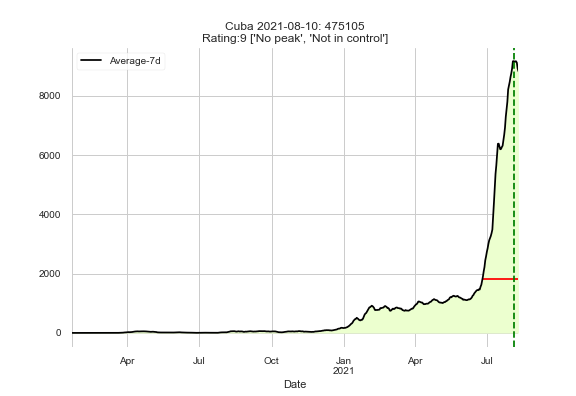 Cuba 2021-08-10: 475105
Rating:9 ['No peak', 'Not in control']
Average-7d
8000
6000
4000
2000
0
Apr
Jul
Oct
Jan
2021
Apr
Jul
Date